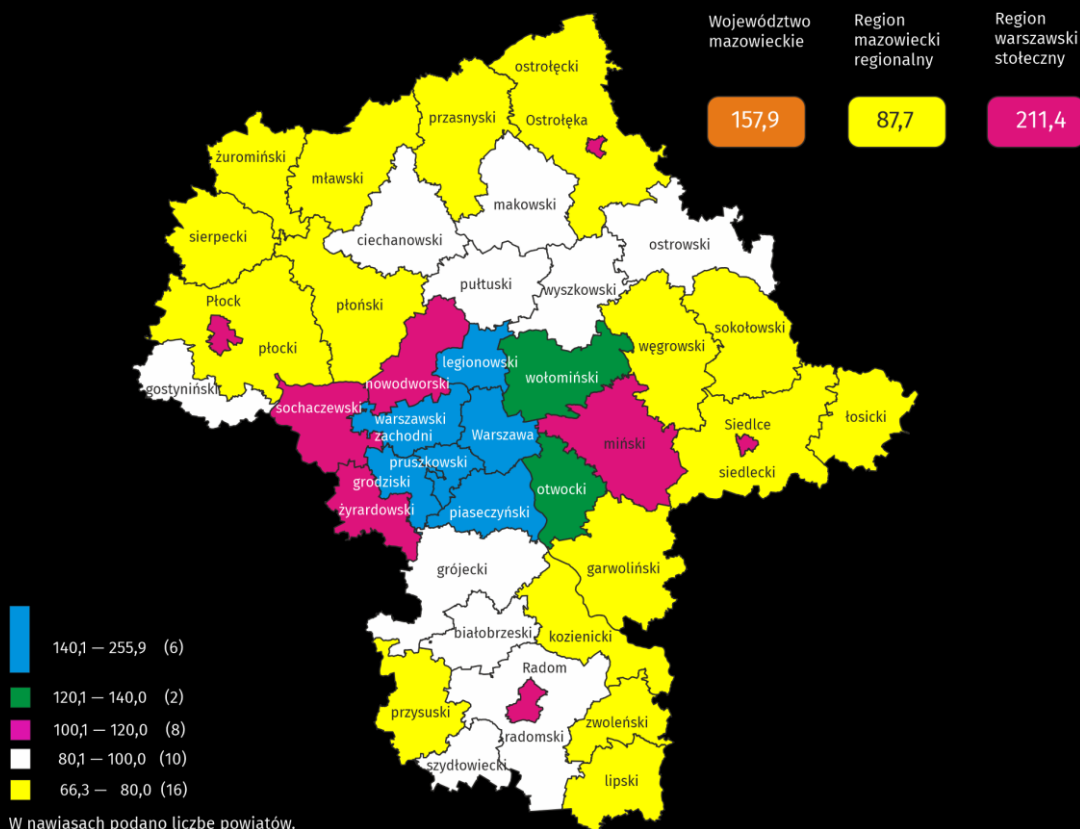 Województwo
mazowieckie
Region
mazowiecki
regionalny
Region
warszawski
stołeczny
157,9
87,7
211,4
ostrołęcki
przasnyski
Ostrołęka
żuromiński
mławski
makowski
sierpecki
ciechanowski
ostrowski
pułtuski
wyszkowski
Płock
płoński
płocki
sokołowski
węgrowski
legionowski
wołomiński
gostyniński
nowodworski
sochaczewski
łosicki
warszawski
zachodni
Warszawa
Siedlce
miński
pruszkowski
siedlecki
grodziski
otwocki
żyrardowski
piaseczyński
grójecki
garwoliński
białobrzeski
kozienicki
Radom
przysuski
zwoleński
radomski
szydłowiecki
lipski
140,1 — 255,9 (6)
120,1 — 140,0 (2)
100,1 — 120,0 (8)
80,1 — 100,0 (10)
66,3 — 80,0 (16)
W nawiasach podano liczbę powiatów.